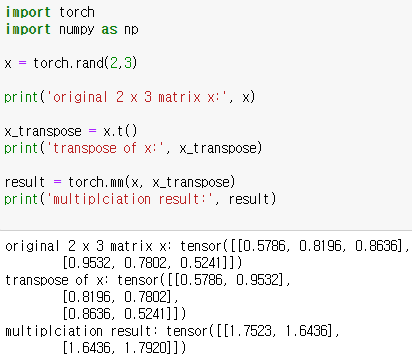 import torch
import numpy as np
x = torch.rand(2,3)
print('original 2 x 3 matrix x:', x)
x_transpose = x.t()
print('transpose of x:', x_transpose)
result = torch.mm(x, x_transpose)
print('multiplciation result:', result)
original 2 x 3 matrix x: tensor([[0.5786, 0.8196, 0.8636],
        [0.9532, 0.7802, 0.5241]])
transpose of x: tensor([[0.5786, 0.9532],
        [0.8196, 0.7802],
        [0.8636, 0.5241]])
multiplciation result: tensor([[1.7523, 1.6436],
        [1.6436, 1.7920]])